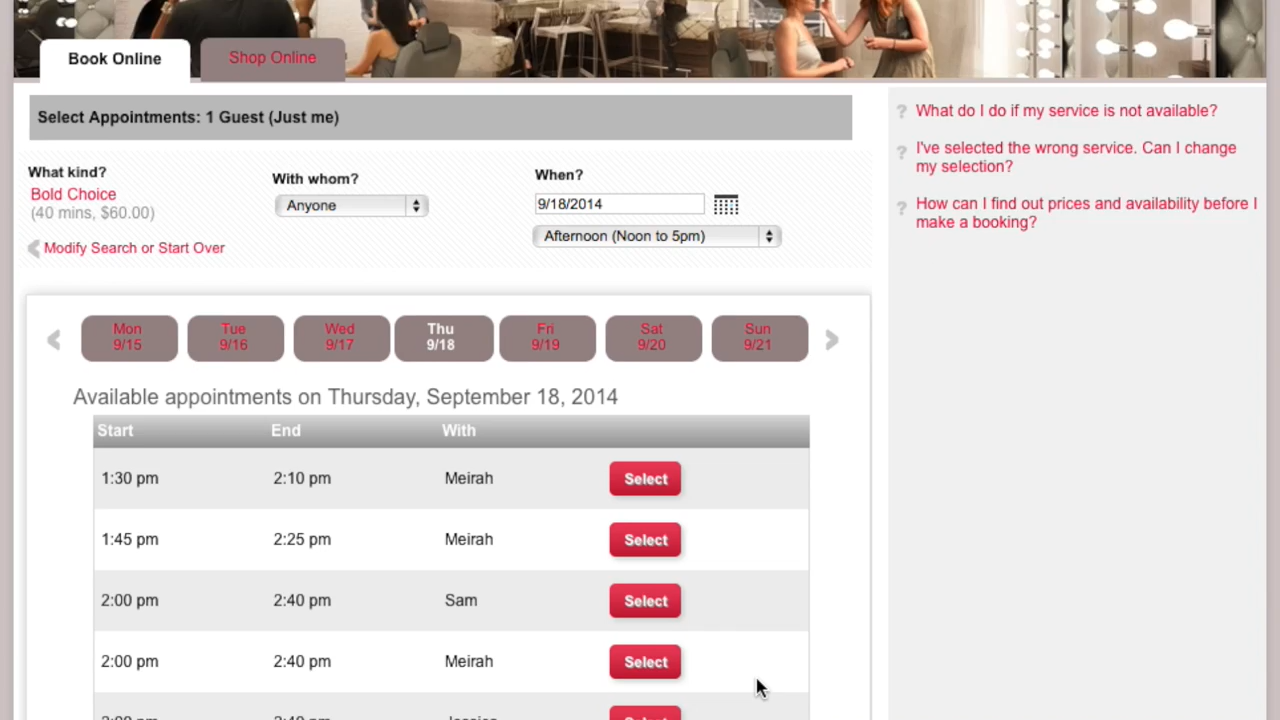 Book Online
Shop Online
Select Appointments: 1 Guest (Just me)
What kind?
Bold Choice
(40 mins, $60.00)
Modify Search or Start Over
With whom?
Anyone
When?
9/18/2014
Afternoon (Noon to 5pm)
? What do I do if my service is not available?
? I've selected the wrong service. Can I change
my selection?
? How can I find out prices and availability before I
make a booking?
Mon
9/15
Tue
9/16
Wed
9/17
Thu
9/18
Fri
9/19
Sat
9/20
Sun
9/21
Available appointments on Thursday, September 18, 2014
Start End With
1:30 pm 2:10 pm Meirah Select
1:45 pm 2:25 pm Meirah Select
2:00 pm 2:40 pm Sam Select
2:00 pm 2:40 pm Meirah Select